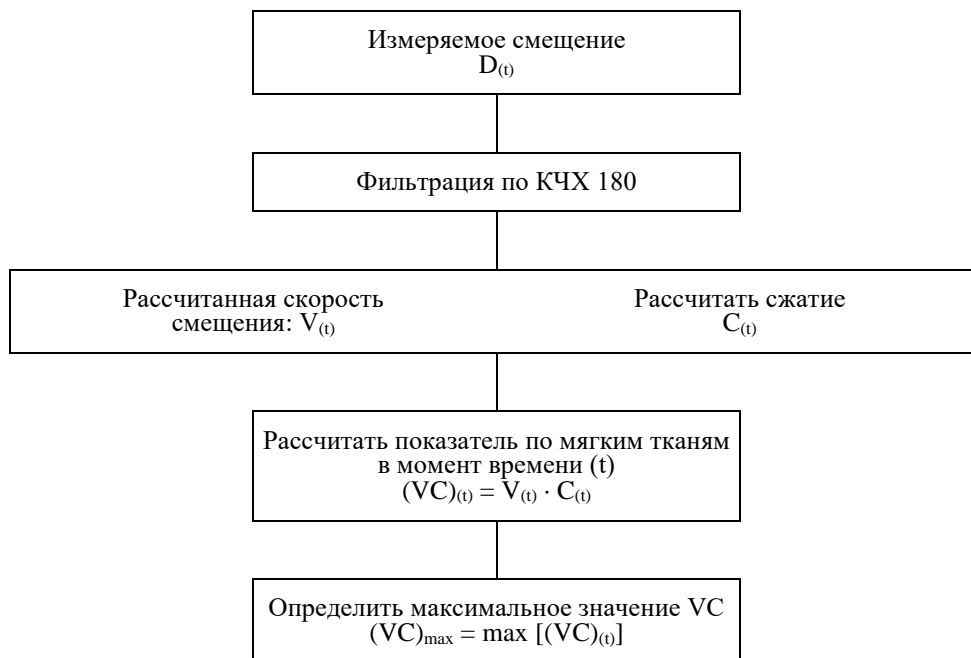 Измеряемое смещение
D(t)
Фильтрация по КЧХ 180
Рассчитанная скорость
смещения: V(t)
Рассчитать сжатие
C(t)
Рассчитать показатель по мягким тканям
в момент времени (t)
(VC)(t) = V(t) · C(t)
Определить максимальное значение VC
(VC)max = max [(VC)(t)]